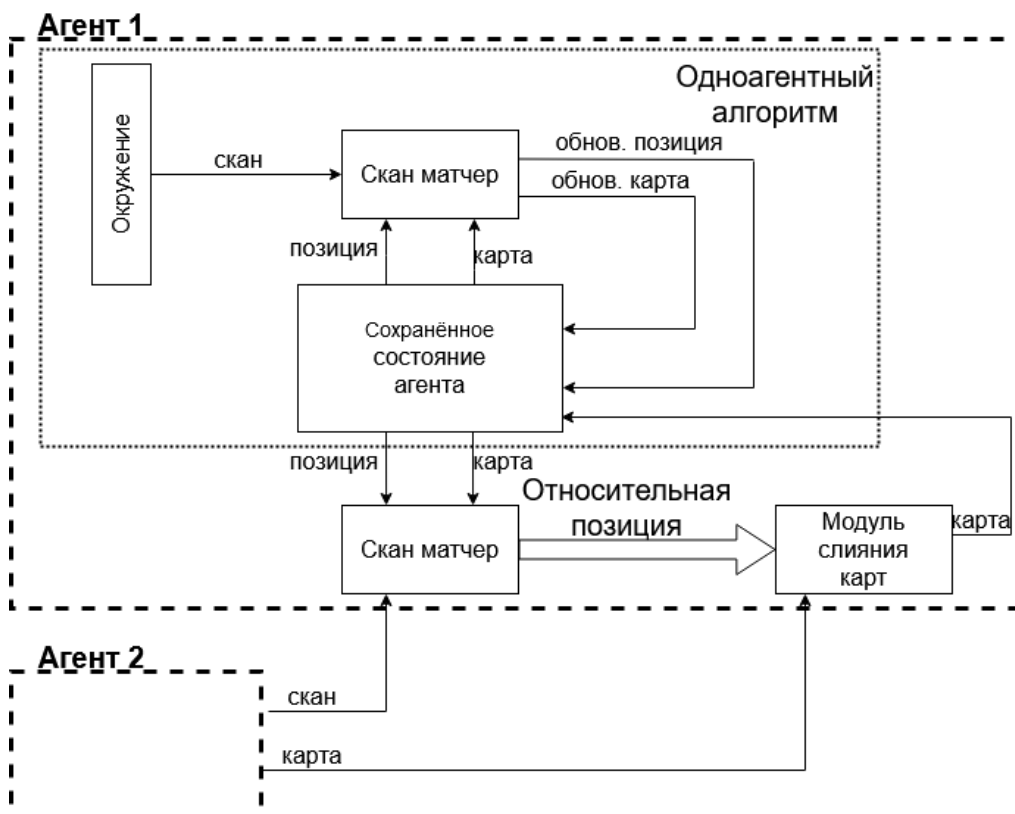 Агент 1
Одноагентный
алгоритм
Окружение
скан
Скан матчер
обнов. позиция
обнов. карта
позиция
карта
Сохранённое
состояние
агента
позиция
карта
Скан матчер
Относительная
позиция
Модуль
слияния
карт
карта
Агент 2
скан
карта